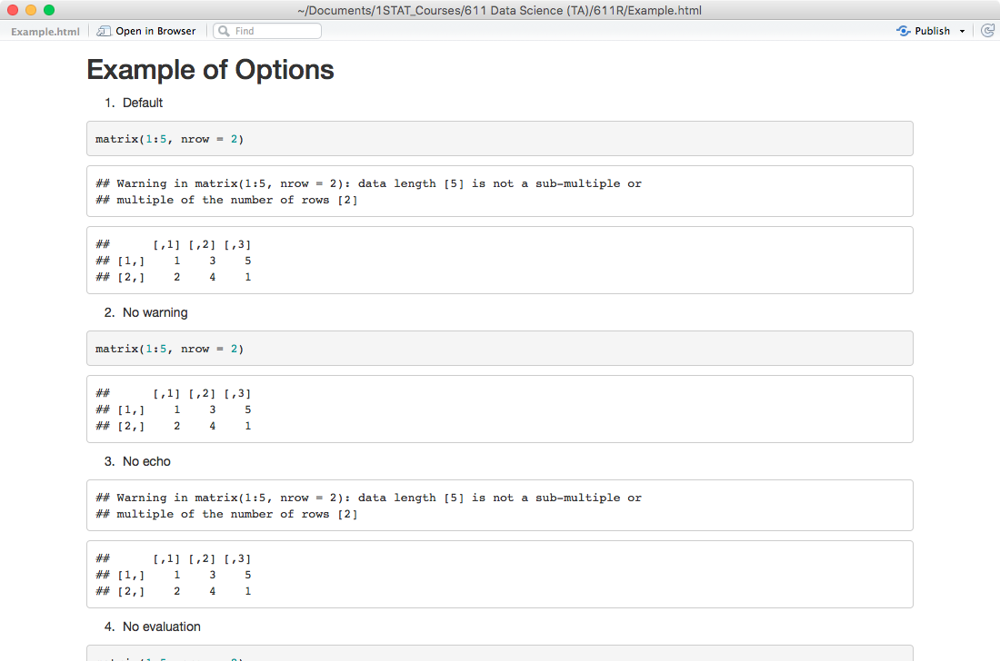 ~/Documents/1STAT_Courses/611 Data Science (TA)/611R/Example.html
Example.html Open in Browser Find Publish
Example of Options
1. Default
matrix(1:5, nrow = 2)
## Warning in matrix(1:5, nrow = 2): data length [5] is not a sub-multiple or
## multiple of the number of rows [2]
##      [,1] [,2] [,3]
## [1,]    1    3    5
## [2,]    2    4    1
2. No warning
matrix(1:5, nrow = 2)
##      [,1] [,2] [,3]
## [1,]    1    3    5
## [2,]    2    4    1
3. No echo
## Warning in matrix(1:5, nrow = 2): data length [5] is not a sub-multiple or
## multiple of the number of rows [2]
##      [,1] [,2] [,3]
## [1,]    1    3    5
## [2,]    2    4    1
4. No evaluation